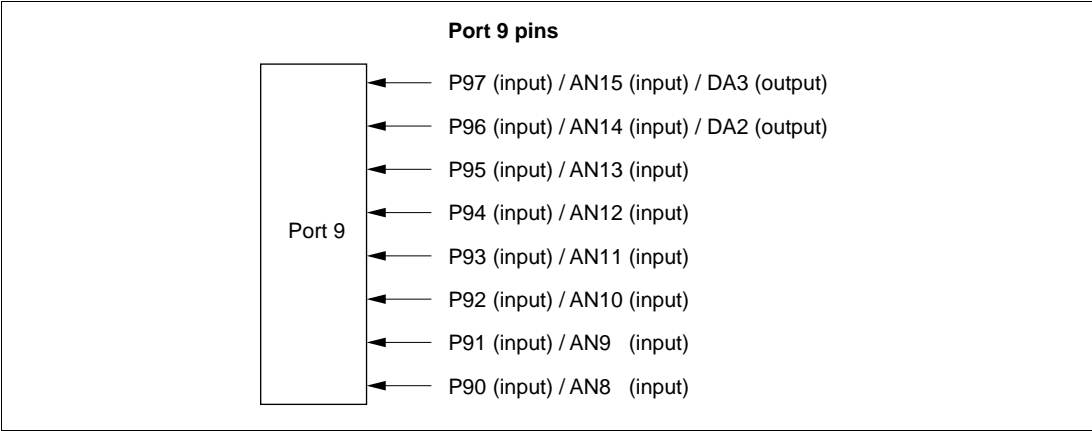 Port 9 pins
P97 (input) / AN15 (input) / DA3 (output)
P96 (input) / AN14 (input) / DA2 (output)
P95 (input) / AN13 (input)
P94 (input) / AN12 (input)
Port 9
P93 (input) / AN11 (input)
P92 (input) / AN10 (input)
P91 (input) / AN9 (input)
P90 (input) / AN8 (input)